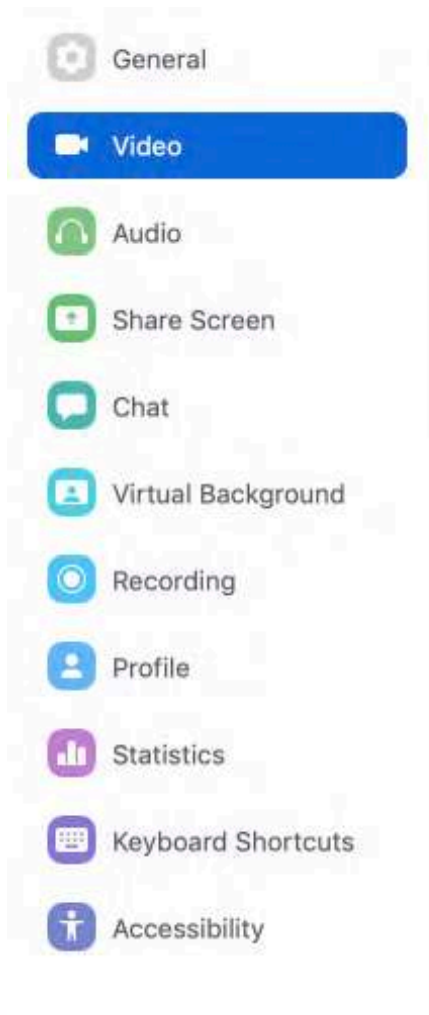 General
Video
Audio
Share Screen
Chat
Virtual Background
Recording
Profile
Statistics
Keyboard Shortcuts
Accessibility